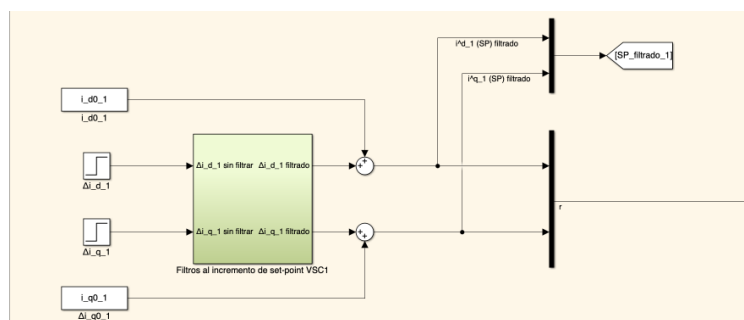 i^d_1 (SP) filtrado
[SP_filtrado_1]
i^q_1 (SP) filtrado
i_d0_1
i_d0_1
Δi_d_1 sin filtrar Δi_d_1 filtrado
Δi_d_1
r
Δi_q_1 sin filtrar Δi_q_1 filtrado
Δi_q_1
Filtros al incremento de set-point VSC1
i_q0_1
Δi_q0_1